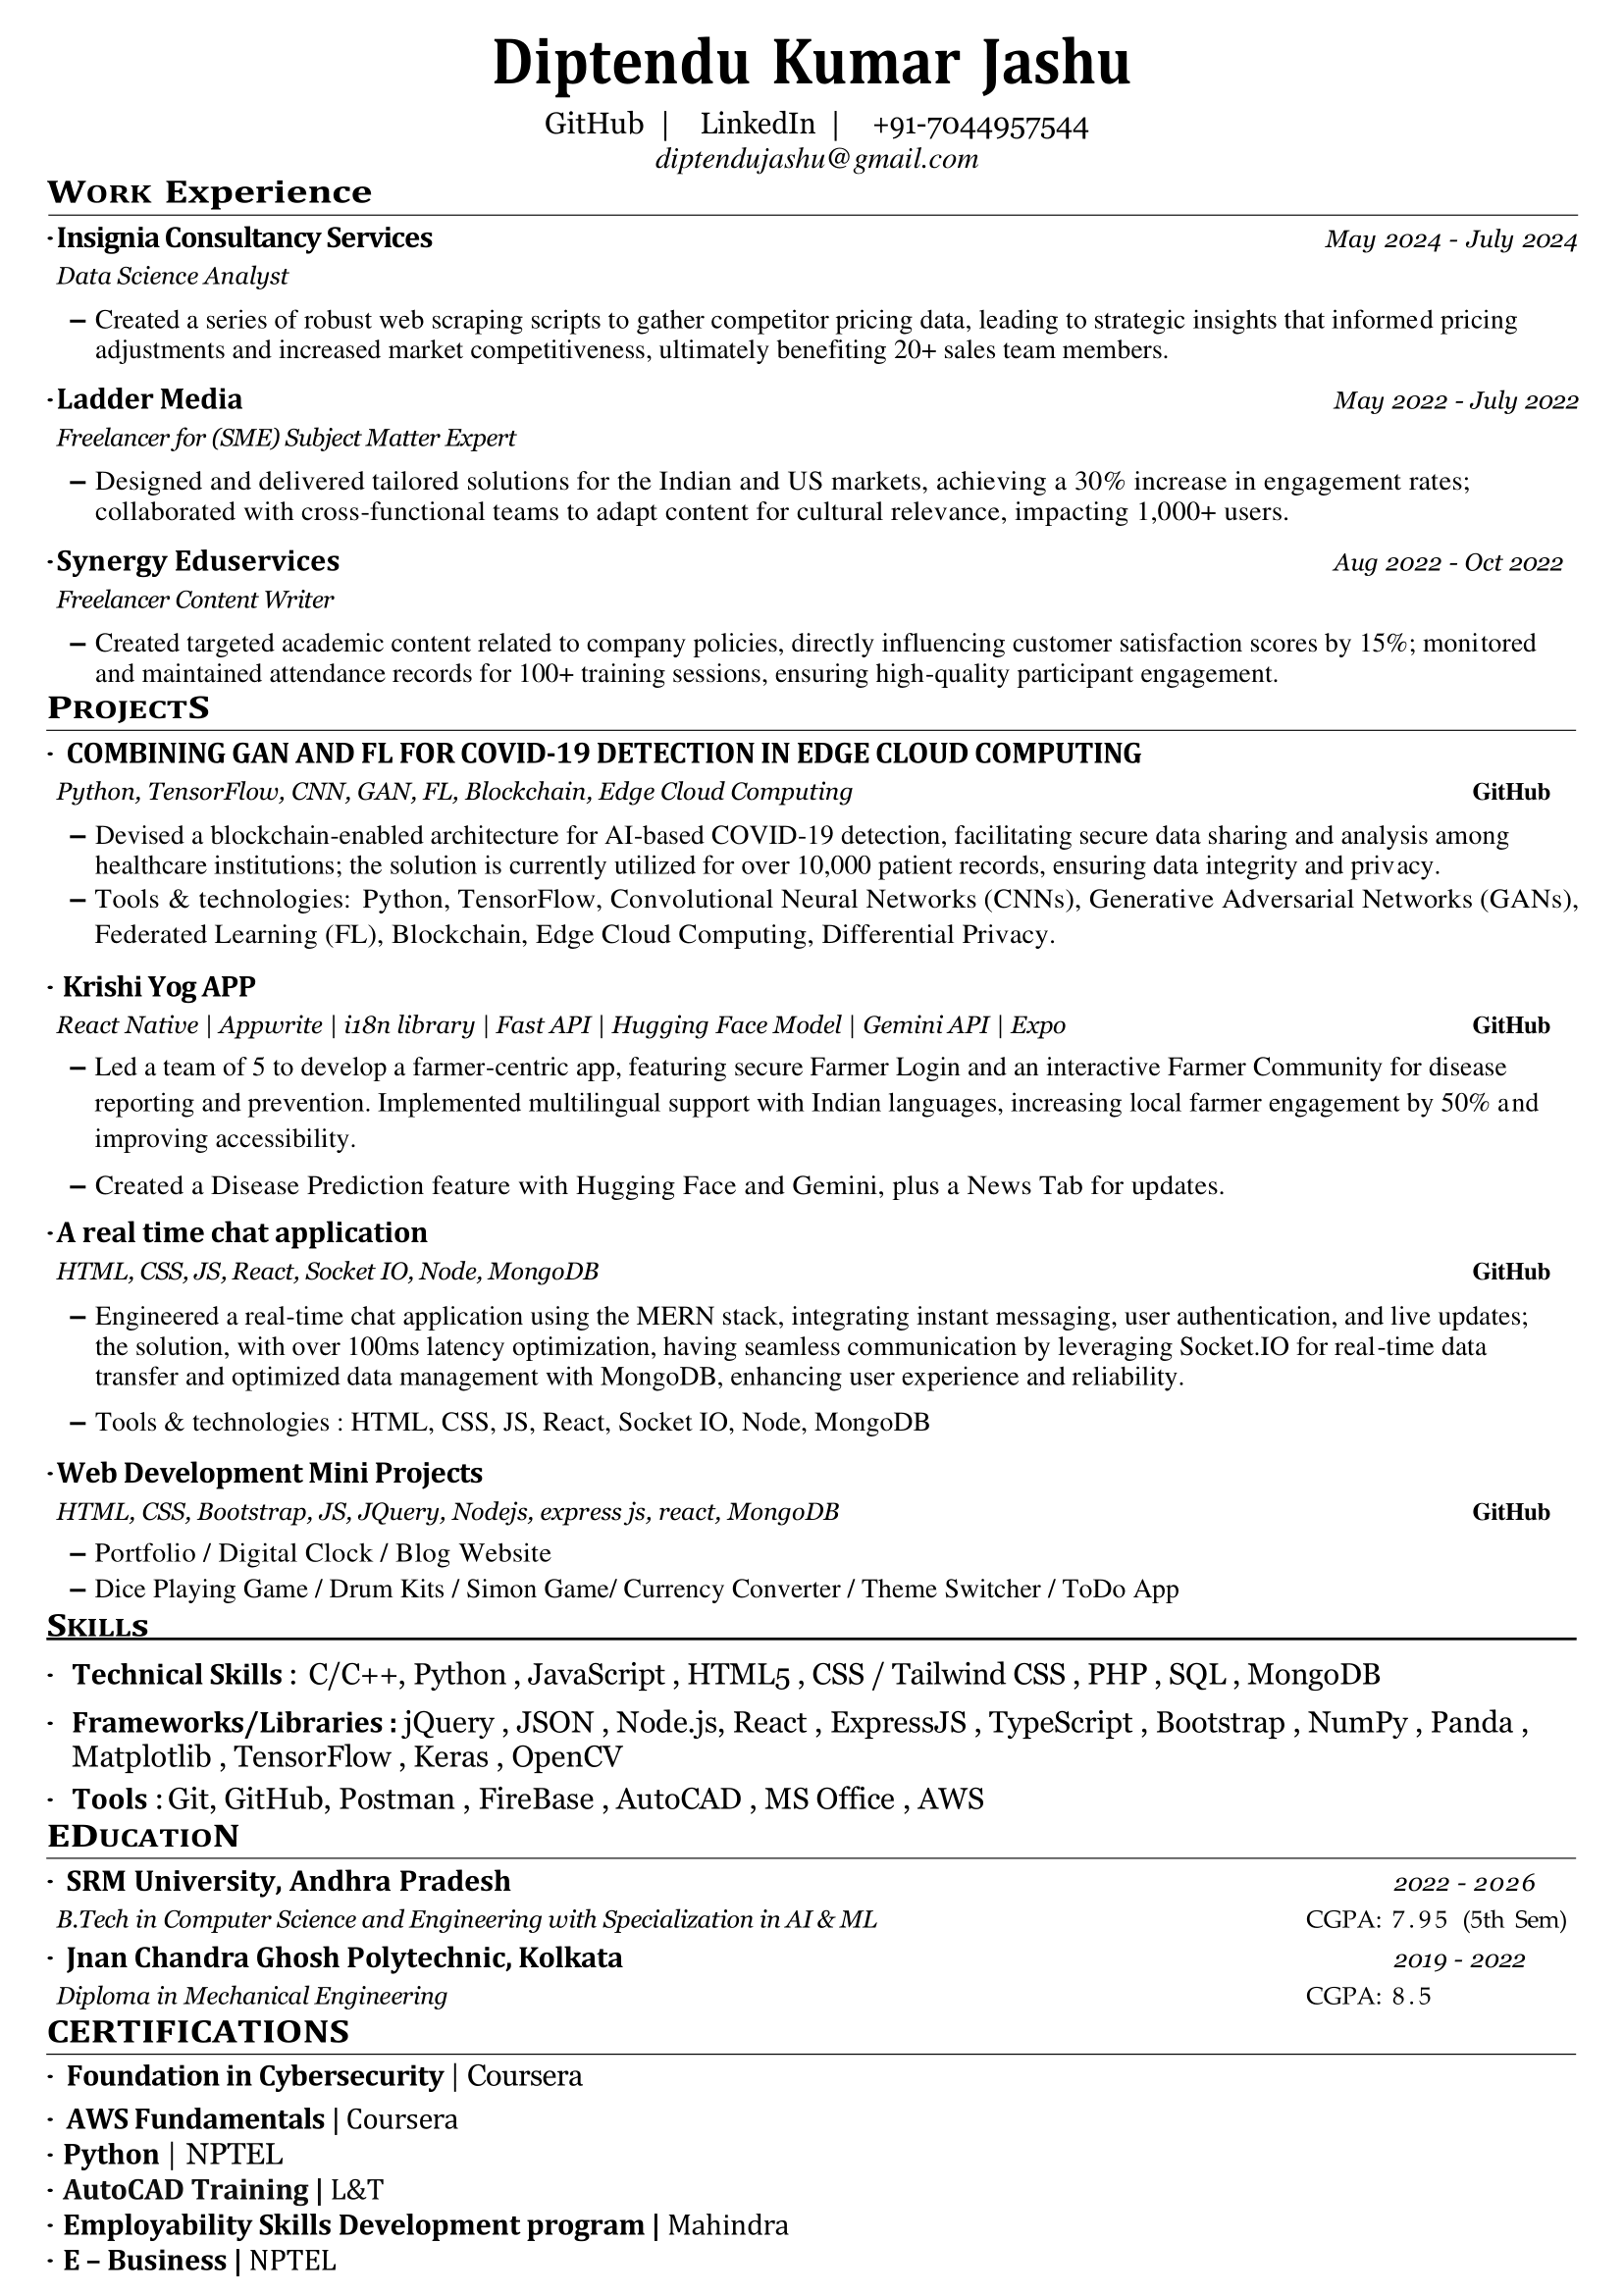 Diptendu Kumar Jashu
GitHub | LinkedIn | +91-7044957544
diptendujashu@gmail.com
WORK Experience
·Insignia Consultancy Services May 2024 - July 2024
Data Science Analyst
– Created a series of robust web scraping scripts to gather competitor pricing data, leading to strategic insights that informed pricing
adjustments and increased market competitiveness, ultimately benefiting 20+ sales team members.
·Ladder Media May 2022 - July 2022
Freelancer for (SME) Subject Matter Expert
– Designed and delivered tailored solutions for the Indian and US markets, achieving a 30% increase in engagement rates;
collaborated with cross-functional teams to adapt content for cultural relevance, impacting 1,000+ users.
·Synergy Eduservices Aug 2022 - Oct 2022
Freelancer Content Writer
– Created targeted academic content related to company policies, directly influencing customer satisfaction scores by 15%; monitored
and maintained attendance records for 100+ training sessions, ensuring high-quality participant engagement.
PROJECTS
· COMBINING GAN AND FL FOR COVID-19 DETECTION IN EDGE CLOUD COMPUTING
Python, TensorFlow, CNN, GAN, FL, Blockchain, Edge Cloud Computing GitHub
– Devised a blockchain-enabled architecture for AI-based COVID-19 detection, facilitating secure data sharing and analysis among
healthcare institutions; the solution is currently utilized for over 10,000 patient records, ensuring data integrity and privacy.
– Tools & technologies: Python, TensorFlow, Convolutional Neural Networks (CNNs), Generative Adversarial Networks (GANs),
Federated Learning (FL), Blockchain, Edge Cloud Computing, Differential Privacy.
· Krishi Yog APP
React Native | Appwrite | i18n library | Fast API | Hugging Face Model | Gemini API | Expo GitHub
– Led a team of 5 to develop a farmer-centric app, featuring secure Farmer Login and an interactive Farmer Community for disease
reporting and prevention. Implemented multilingual support with Indian languages, increasing local farmer engagement by 50% and
improving accessibility.
– Created a Disease Prediction feature with Hugging Face and Gemini, plus a News Tab for updates.
·A real time chat application
HTML, CSS, JS, React, Socket IO, Node, MongoDB GitHub
– Engineered a real-time chat application using the MERN stack, integrating instant messaging, user authentication, and live updates;
the solution, with over 100ms latency optimization, having seamless communication by leveraging Socket.IO for real-time data
transfer and optimized data management with MongoDB, enhancing user experience and reliability.
– Tools & technologies : HTML, CSS, JS, React, Socket IO, Node, MongoDB
·Web Development Mini Projects
HTML, CSS, Bootstrap, JS, JQuery, Nodejs, express js, react, MongoDB GitHub
– Portfolio / Digital Clock / Blog Website
– Dice Playing Game / Drum Kits / Simon Game/ Currency Converter / Theme Switcher / ToDo App
SKILLs
· Technical Skills : C/C++, Python , JavaScript , HTML5 , CSS / Tailwind CSS , PHP , SQL , MongoDB
· Frameworks/Libraries : jQuery , JSON , Node.js, React , ExpressJS , TypeScript , Bootstrap , NumPy , Panda ,
Matplotlib , TensorFlow , Keras , OpenCV
· Tools : Git, GitHub, Postman , FireBase , AutoCAD , MS Office , AWS
EDUCATION
· SRM University, Andhra Pradesh 2022 - 2026
B.Tech in Computer Science and Engineering with Specialization in AI & ML CGPA: 7.95 (5th Sem)
· Jnan Chandra Ghosh Polytechnic, Kolkata 2019 - 2022
Diploma in Mechanical Engineering CGPA: 8.5
CERTIFICATIONS
· Foundation in Cybersecurity | Coursera
· AWS Fundamentals | Coursera
· Python | NPTEL
· AutoCAD Training | L&T
· Employability Skills Development program | Mahindra
· E – Business | NPTEL